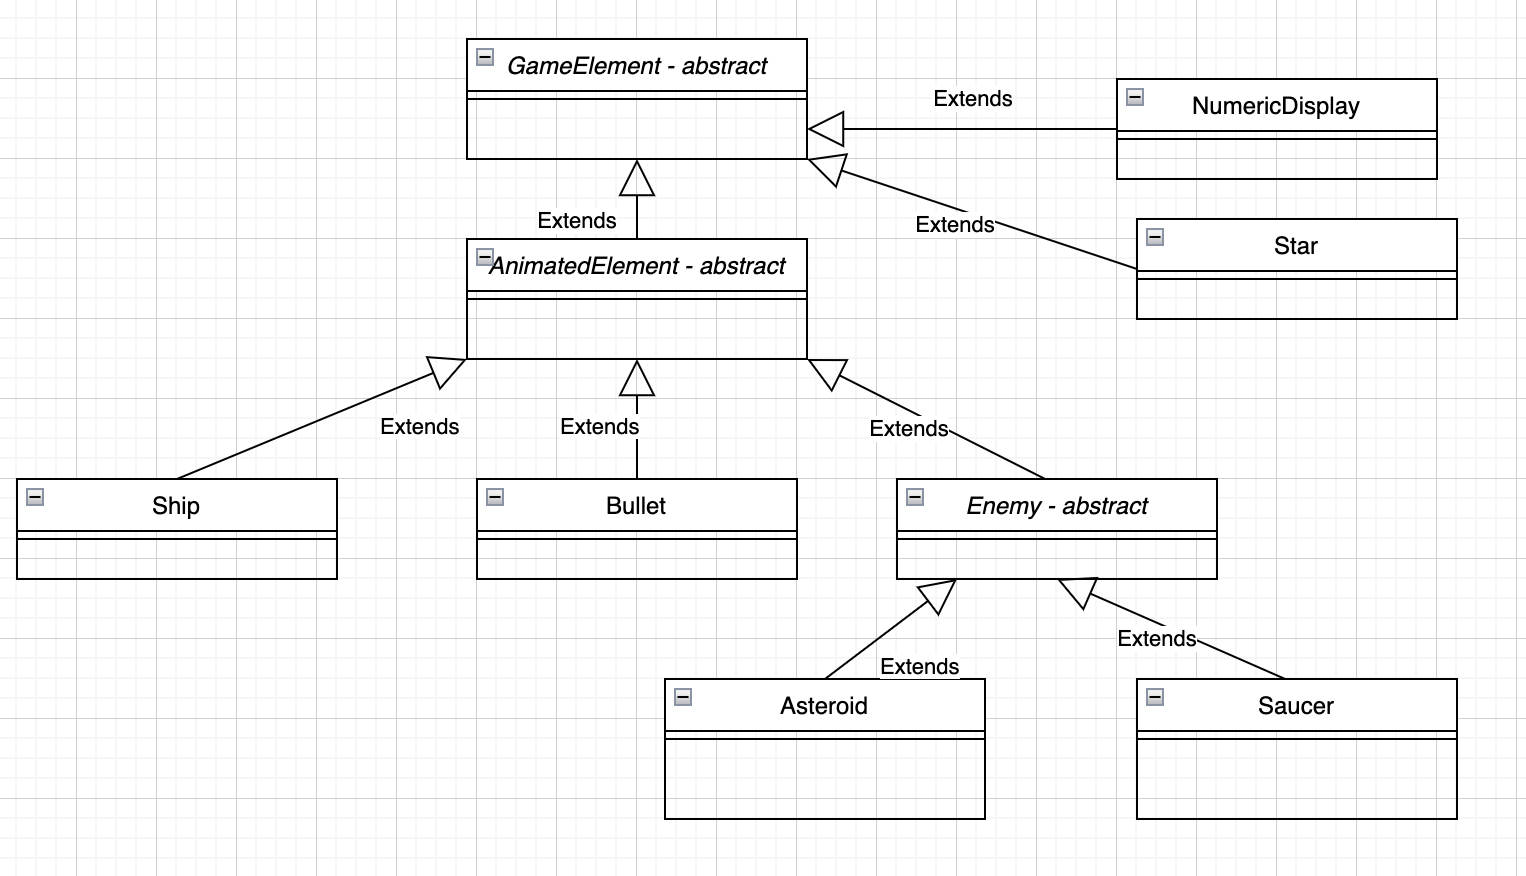 GameElement - abstract
Extends
NumericDisplay
Extends
Extends
Star
AnimatedElement - abstract
Extends
Extends
Extends
Ship
Bullet
Enemy - abstract
Extends
Extends
Asteroid
Saucer